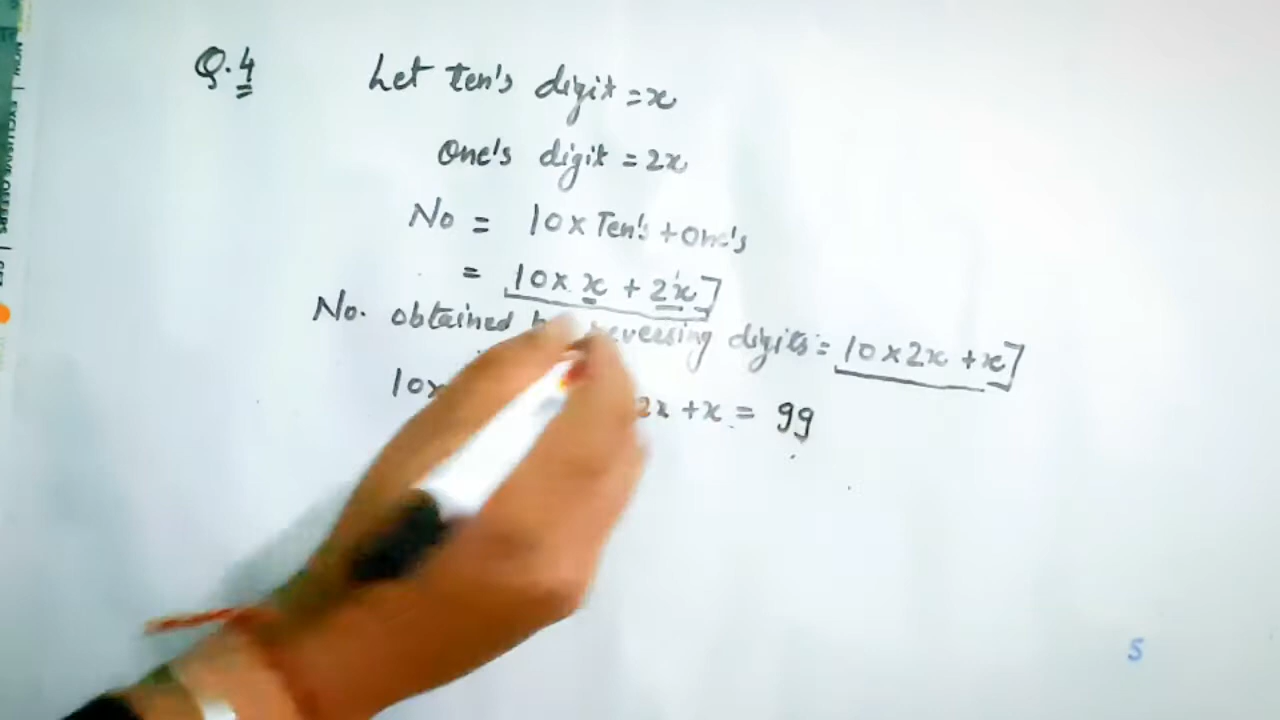 Q.4 Let Ten's digit = x
One's digit = 2x
No = 10 x Ten's + One's
= 10 x x + 2x
No. obtained reversing digits = 10 x 2x + x
10x 2x + x = 99
5